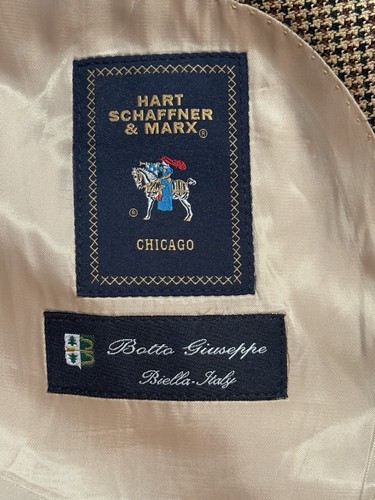 HART
SCHAFFNER
& MARX®
®
CHICAGO
Botto Giuseppe
Biella-Italy